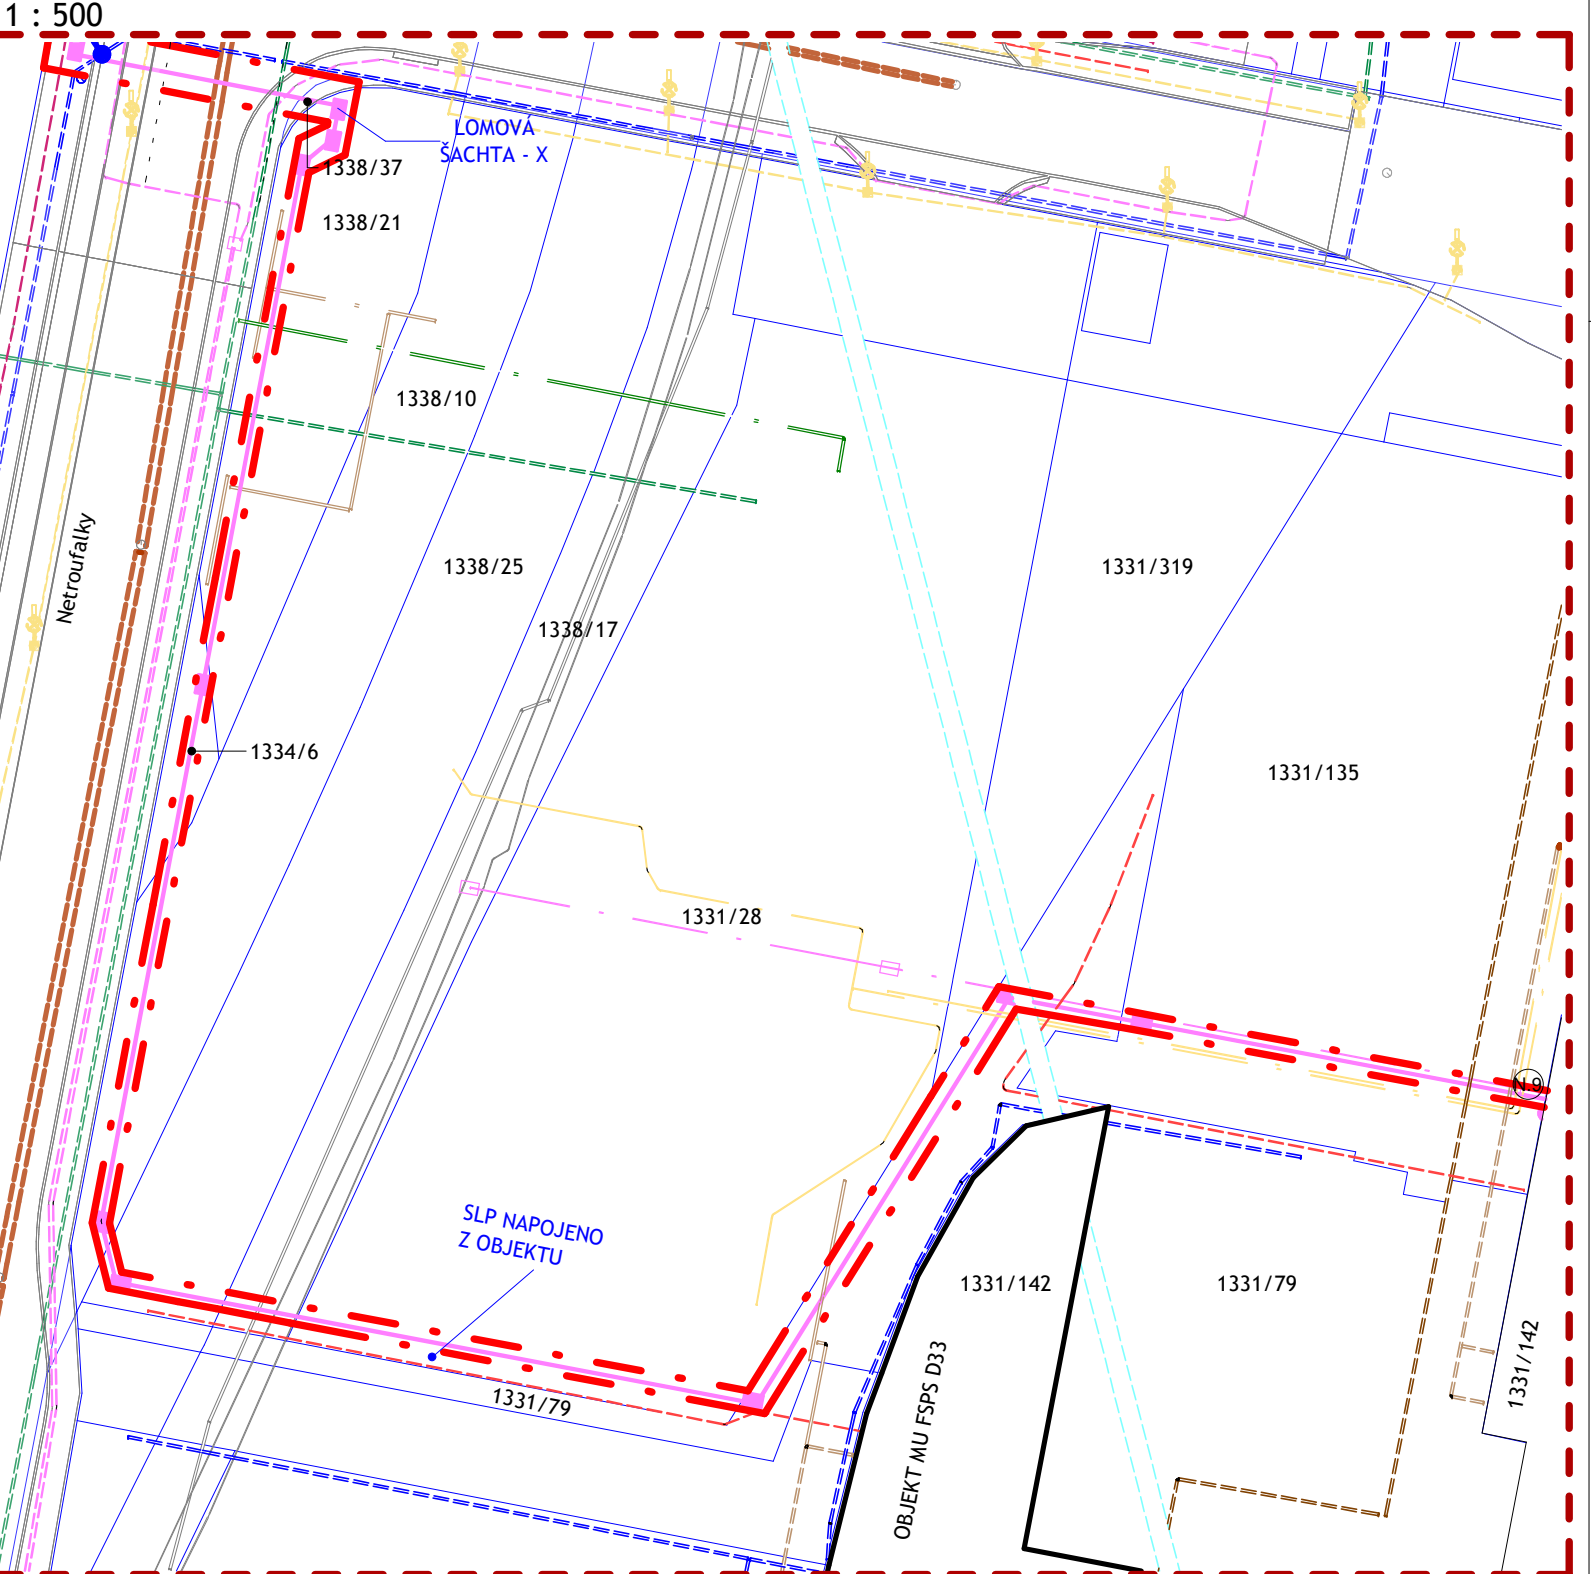 1 : 500
LOMOVÁ
ŠACHTA - X
1338/37
1338/21
1338/10
Netroufalky
1338/25
1331/319
1338/17
1334/6
1331/135
1331/28
N.9
SLP NAPOJENO
Z OBJEKTU
1331/142
1331/79
1331/142
1331/79
OBJEKT MU FSPS D33